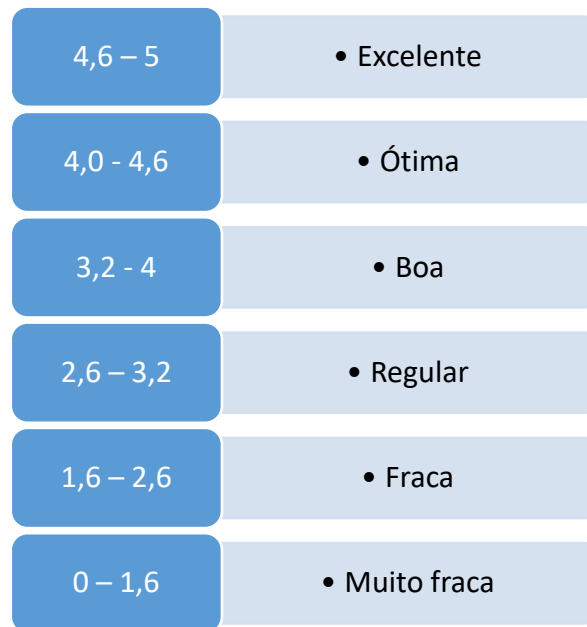 4,6 – 5 • Excelente
4,0 - 4,6 • Ótima
3,2 - 4 • Boa
2,6 – 3,2 • Regular
1,6 – 2,6 • Fraca
0 – 1,6 • Muito fraca